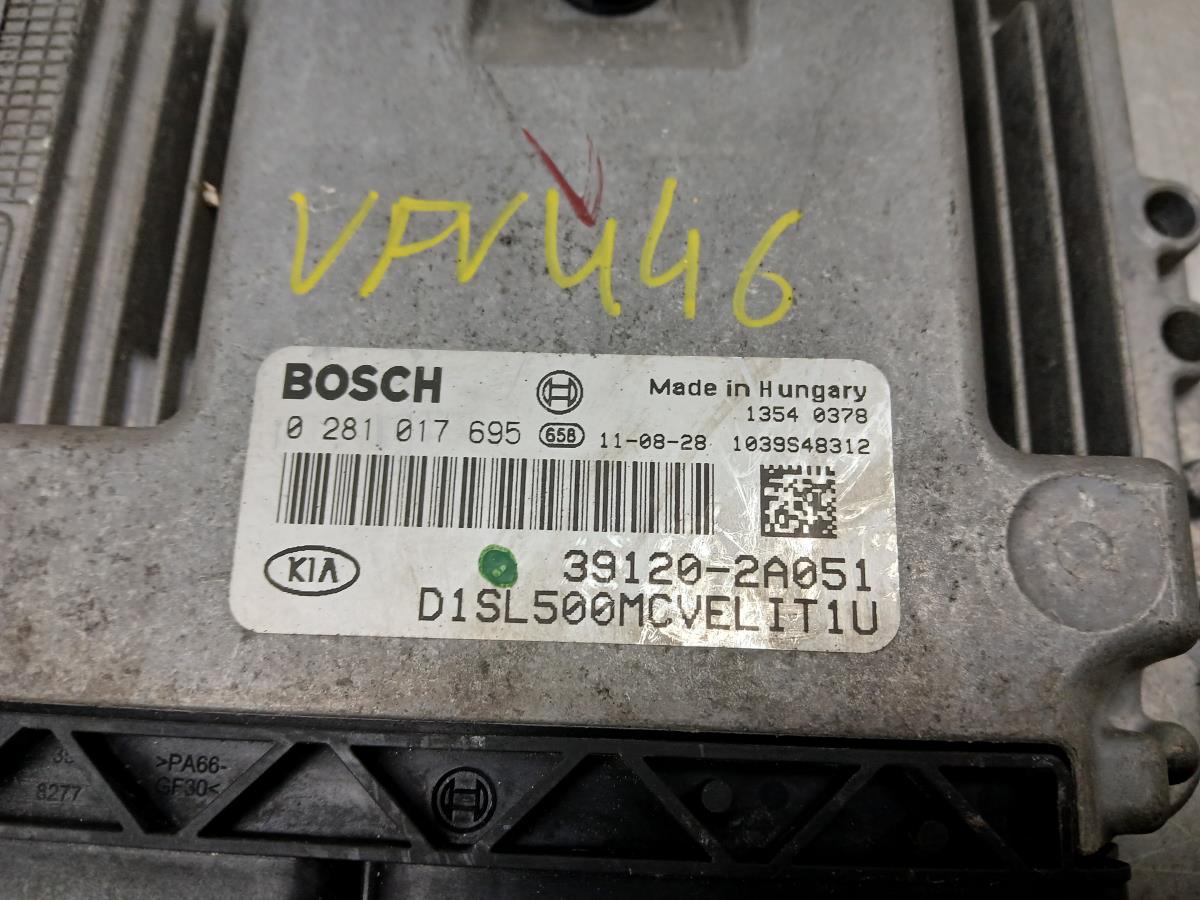 VFV446
BOSCH
Made in Hungary
1354 0378
0 281 017 695 658 11-08-28 1039S48312
KIA
39120-2A051
D1SL500MCVELIT1U
>PA66-
GF30<
8277